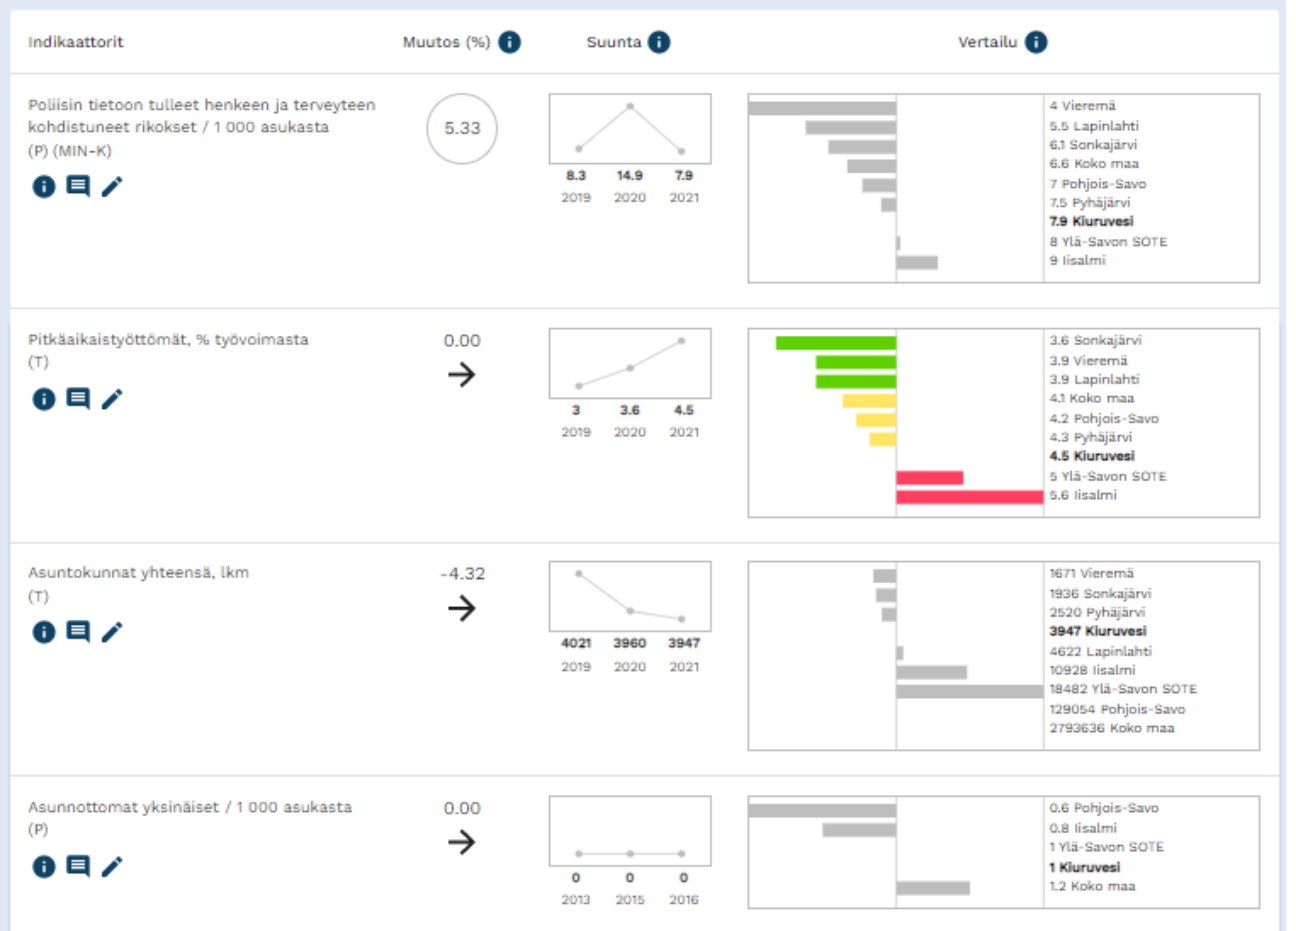 Indikaattorit Muutos (%) Suunta Vertailu
Poliisin tietoon tulleet henkeen ja terveyteen
kohdistuneet rikokset / 1 000 asukasta
(P) (MIN-K)
5.33
8.3 14.9 7.9
2019 2020 2021
4 Vieremä
5.5 Lapinlahti
6.1 Sonkajärvi
6.6 Koko maa
7 Pohjois-Savo
7.5 Pyhäjärvi
7.9 Kiuruvesi
8 Ylä-Savon SOTE
9 Iisalmi
Pitkäaikaistyöttömät, % työvoimasta
(T)
0.00
3 3.6 4.5
2019 2020 2021
3.6 Sonkajärvi
3.9 Vieremä
3.9 Lapinlahti
4.1 Koko maa
4.2 Pohjois-Savo
4.3 Pyhäjärvi
4.5 Kiuruvesi
5 Ylä-Savon SOTE
5.6 Iisalmi
Asuntokunnat yhteensä, lkm
(T)
-4.32
4021 3960 3947
2019 2020 2021
1671 Vieremä
1936 Sonkajärvi
2520 Pyhäjärvi
3947 Kiuruvesi
4622 Lapinlahti
10928 Iisalmi
18482 Ylä-Savon SOTE
129054 Pohjois-Savo
2793636 Koko maa
Asunnottomat yksinäiset / 1 000 asukasta
(P)
0.00
0 0 0
2013 2015 2016
0.6 Pohjois-Savo
0.8 Iisalmi
1 Ylä-Savon SOTE
1 Kiuruvesi
1.2 Koko maa